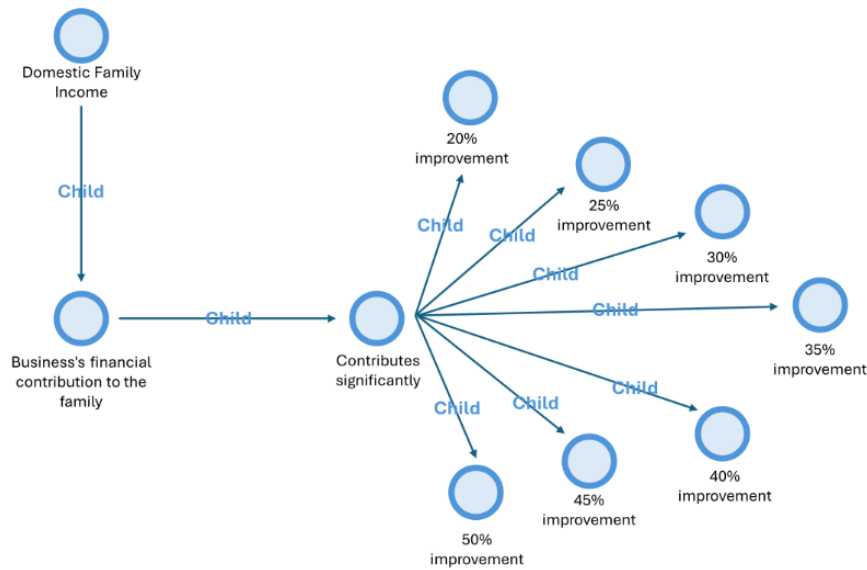 Domestic Family
Income
Child
Business's financial
contribution to the
family
Child
Contributes
significantly
Child
20%
improvement
Child
25%
improvement
Child
30%
improvement
Child
35%
improvement
Child
40%
improvement
Child
45%
improvement
Child
50%
improvement